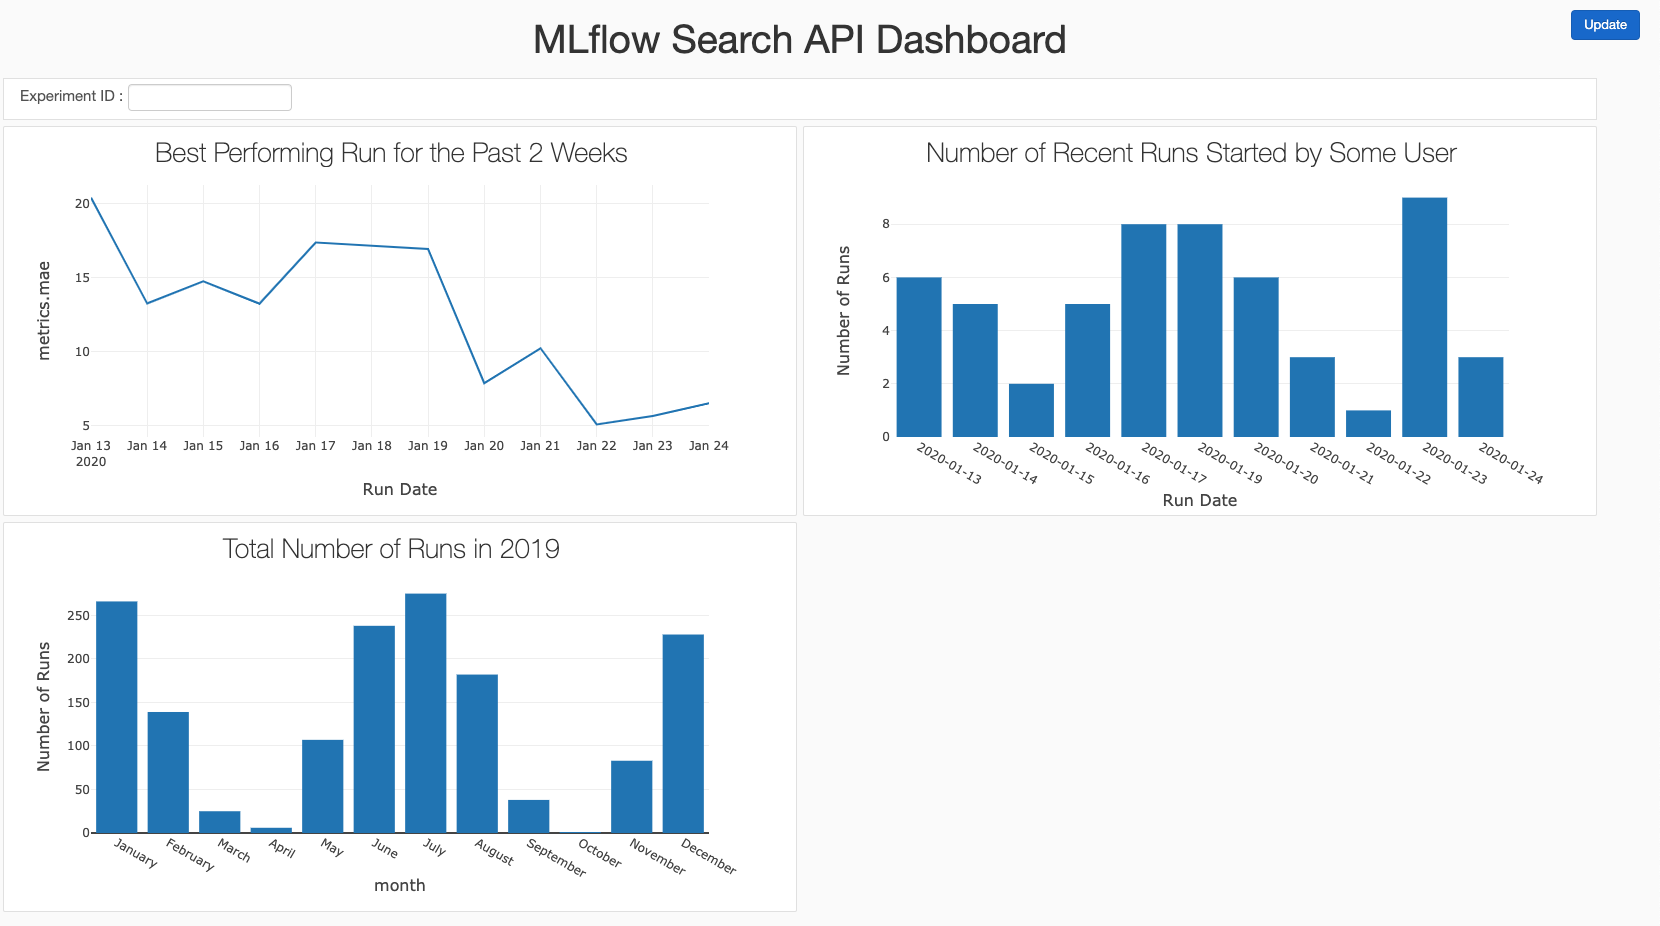 MLflow Search API Dashboard
Update
Experiment ID :
Best Performing Run for the Past 2 Weeks
20
15
10
5
metrics.mae
Jan 13 Jan 14 Jan 15 Jan 16 Jan 17 Jan 18 Jan 19 Jan 20 Jan 21 Jan 22 Jan 23 Jan 24
2020
Run Date
Number of Recent Runs Started by Some User
8
6
4
2
0
Number of Runs
2020-01-13 2020-01-14 2020-01-15 2020-01-16 2020-01-17 2020-01-19 2020-01-20 2020-01-21 2020-01-22 2020-01-23 2020-01-24
Run Date
Total Number of Runs in 2019
250
200
150
100
50
0
Number of Runs
January February March April May June July August September October November December
month